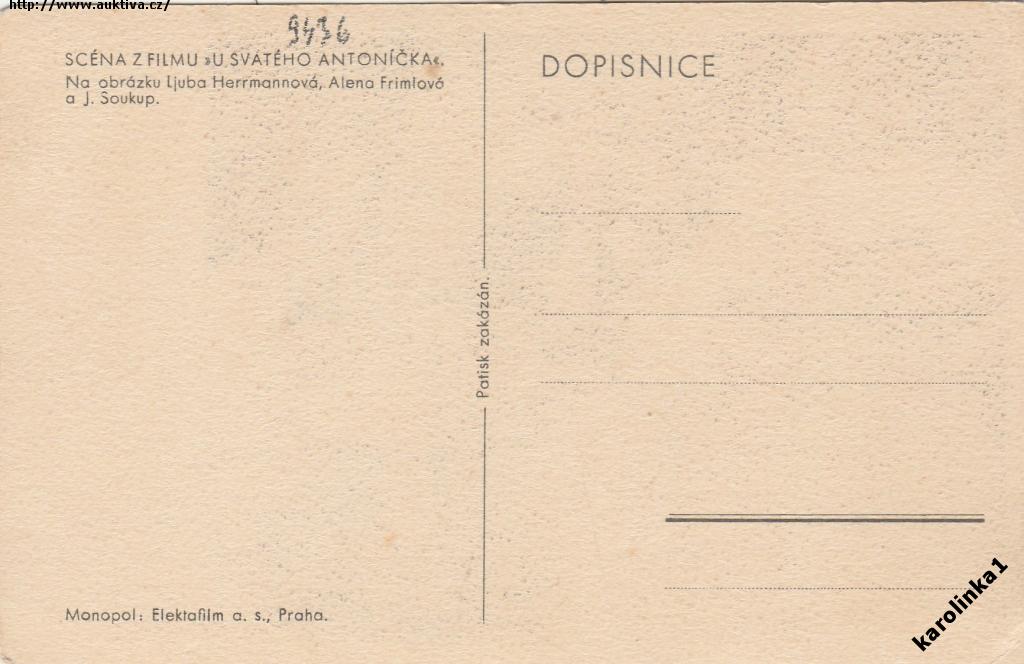 http://www.auktiva.cz/
9436
SCÉNA Z FILMU »U SVATÉHO ANTONÍČKA«.
Na obrázku Ljuba Herrmannová, Alena Frimlová
a J. Soukup.
DOPISNICE
Patisk zakázán.
Monopol: Elektafilm a. s., Praha.
karolinka1